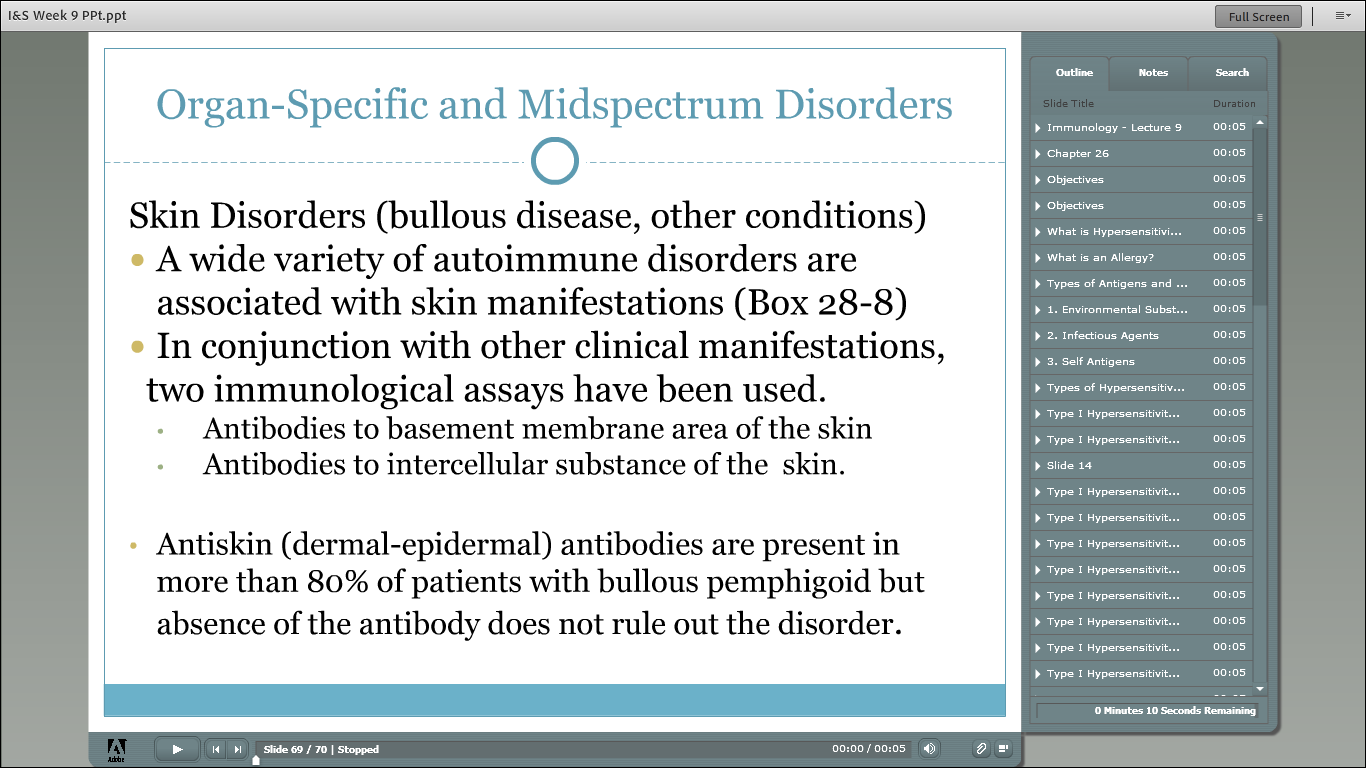 I&S Week 9 PPt.ppt
Full Screen
Organ-Specific and Midspectrum Disorders
Skin Disorders (bullous disease, other conditions)
• A wide variety of autoimmune disorders are
associated with skin manifestations (Box 28-8)
• In conjunction with other clinical manifestations,
two immunological assays have been used.
• Antibodies to basement membrane area of the skin
• Antibodies to intercellular substance of the skin.
• Antiskin (dermal-epidermal) antibodies are present in
more than 80% of patients with bullous pemphigoid but
absence of the antibody does not rule out the disorder.
Outline Notes Search
Slide Title Duration
Immunology - Lecture 9 00:05
Chapter 26 00:05
Objectives 00:05
Objectives 00:05
What is Hypersensitivi... 00:05
What is an Allergy? 00:05
Types of Antigens and ... 00:05
1. Environmental Subst... 00:05
2. Infectious Agents 00:05
3. Self Antigens 00:05
Types of Hypersensitiv... 00:05
Type I Hypersensitivit... 00:05
Type I Hypersensitivit... 00:05
Slide 14 00:05
Type I Hypersensitivit... 00:05
Type I Hypersensitivit... 00:05
Type I Hypersensitivit... 00:05
Type I Hypersensitivit... 00:05
Type I Hypersensitivit... 00:05
Type I Hypersensitivit... 00:05
Type I Hypersensitivit... 00:05
Type I Hypersensitivit... 00:05
0 Minutes 10 Seconds Remaining
Adobe
Slide 69 / 70 | Stopped
00:00 / 00:05